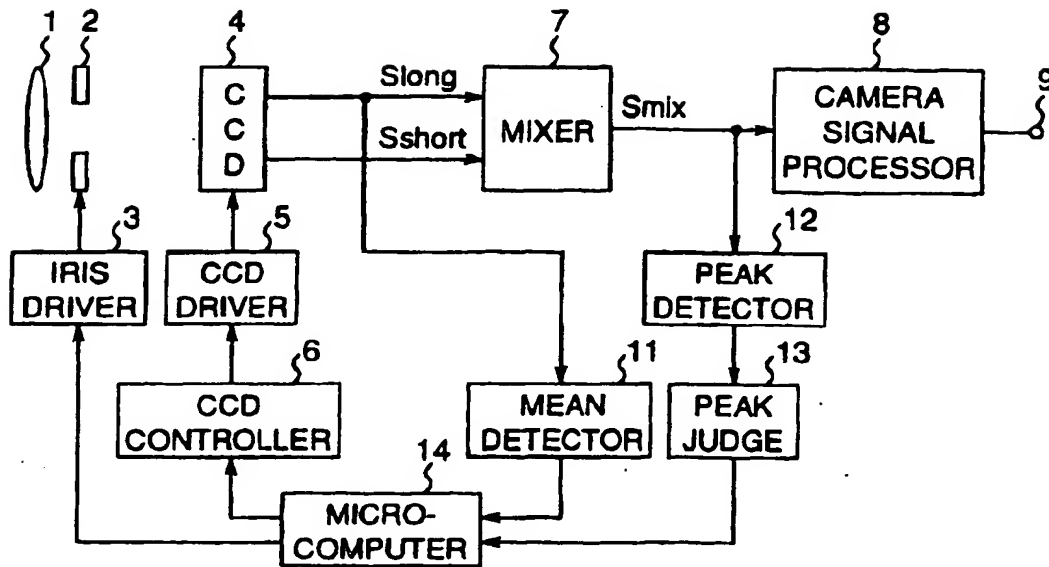 1
2
4
7
8
9
C
C
D
Slong
Sshort
MIXER
Smix
CAMERA
SIGNAL
PROCESSOR
3
5
12
IRIS
DRIVER
CCD
DRIVER
PEAK
DETECTOR
6
11
13
CCD
CONTROLLER
MEAN
DETECTOR
PEAK
JUDGE
14
MICRO-
COMPUTER